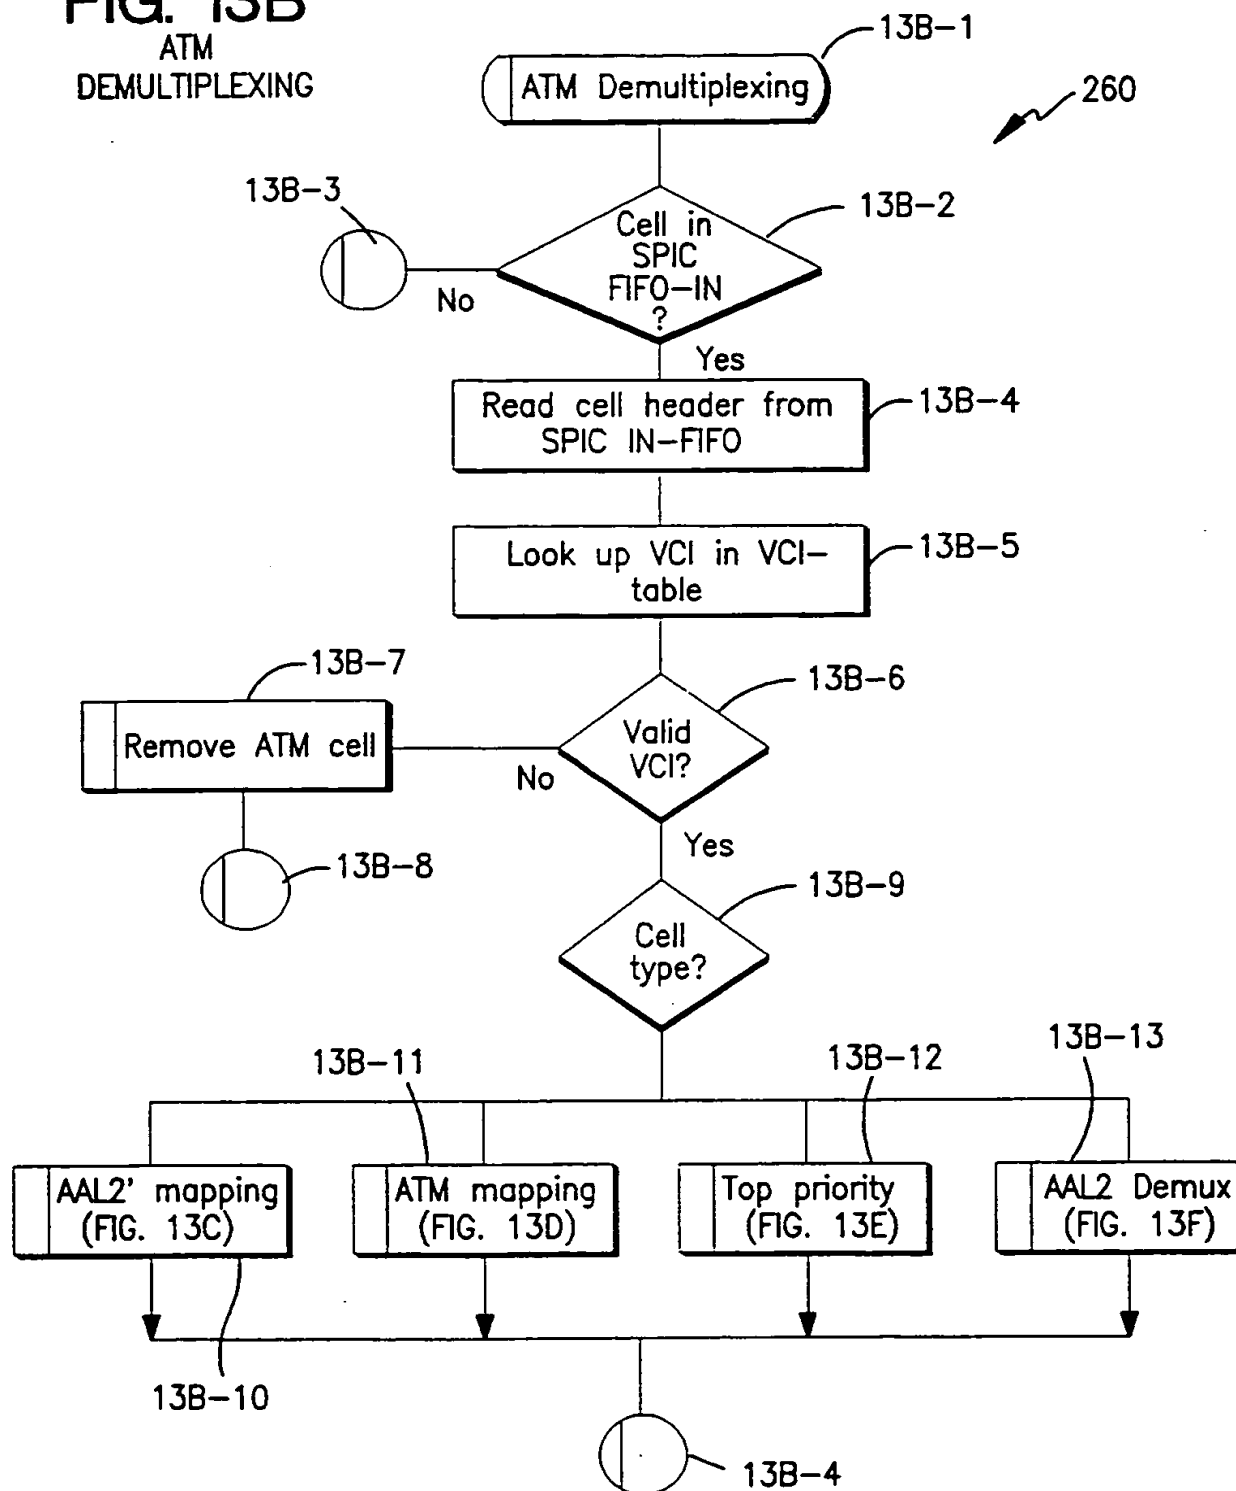 FIG. 13B
ATM
DEMULTIPLEXING
13B-1
ATM Demultiplexing
260
13B-3
13B-2
Cell in
SPIC
FIFO-IN
?
No
Yes
Read cell header from
SPIC IN-FIFO
13B-4
Look up VCI in VCI-
table
13B-5
13B-7
13B-6
Remove ATM cell
Valid
VCI?
No
Yes
13B-8
13B-9
Cell
type?
13B-11
13B-12
13B-13
AAL2' mapping
(FIG. 13C)
ATM mapping
(FIG. 13D)
Top priority
(FIG. 13E)
AAL2 Demux
(FIG. 13F)
13B-10
13B-4